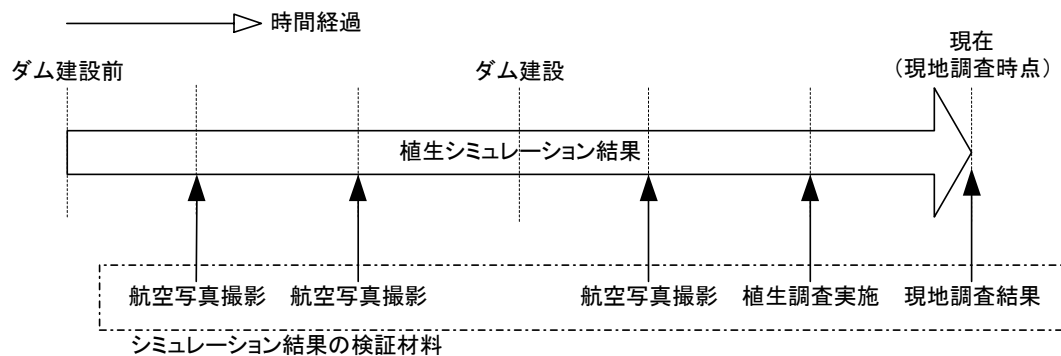 時間経過
ダム建設前
ダム建設
現在
（現地調査時点）
植生シミュレーション結果
航空写真撮影
航空写真撮影
航空写真撮影
植生調査実施
現地調査結果
シミュレーション結果の検証材料